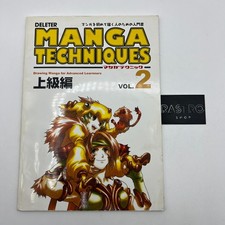 DELETER マンガを初めて描く人のための入門書
MANGA
TECHNIQUES
マンガテクニック
Drawing Manga for Advanced Learners
上級編
VOL. 2